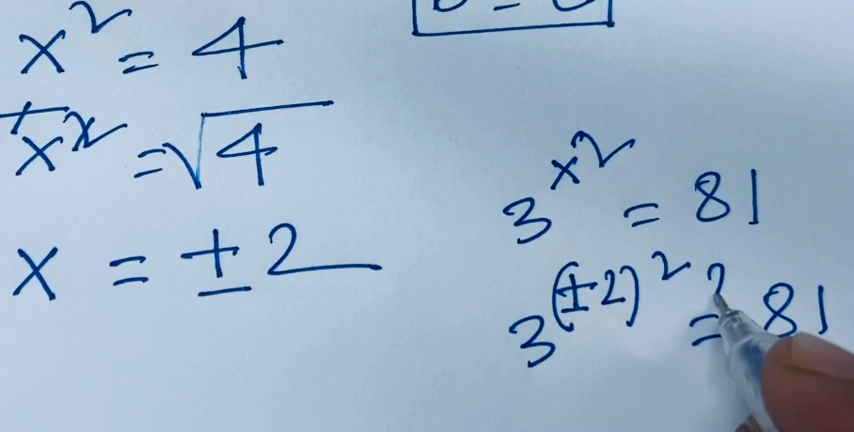 x² = 4
√x² = √4
x = ±2
3^x² = 81
3^(±2)² ?= 81